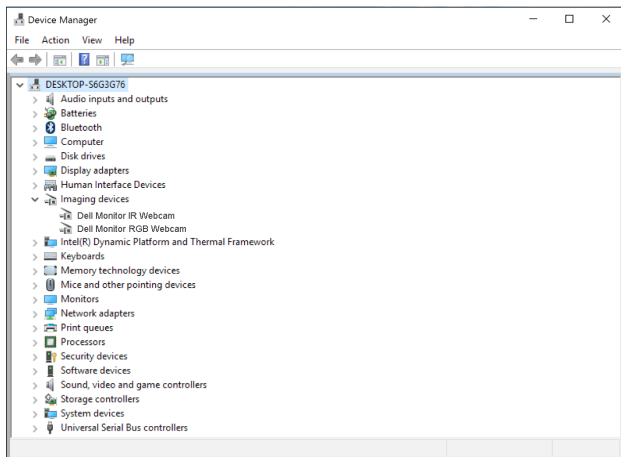 Device Manager
File Action View Help
DESKTOP-S6G3G76
Audio inputs and outputs
Batteries
Bluetooth
Computer
Disk drives
Display adapters
Human Interface Devices
Imaging devices
Dell Monitor IR Webcam
Dell Monitor RGB Webcam
Intel(R) Dynamic Platform and Thermal Framework
Keyboards
Memory technology devices
Mice and other pointing devices
Monitors
Network adapters
Print queues
Processors
Security devices
Software devices
Sound, video and game controllers
Storage controllers
System devices
Universal Serial Bus controllers